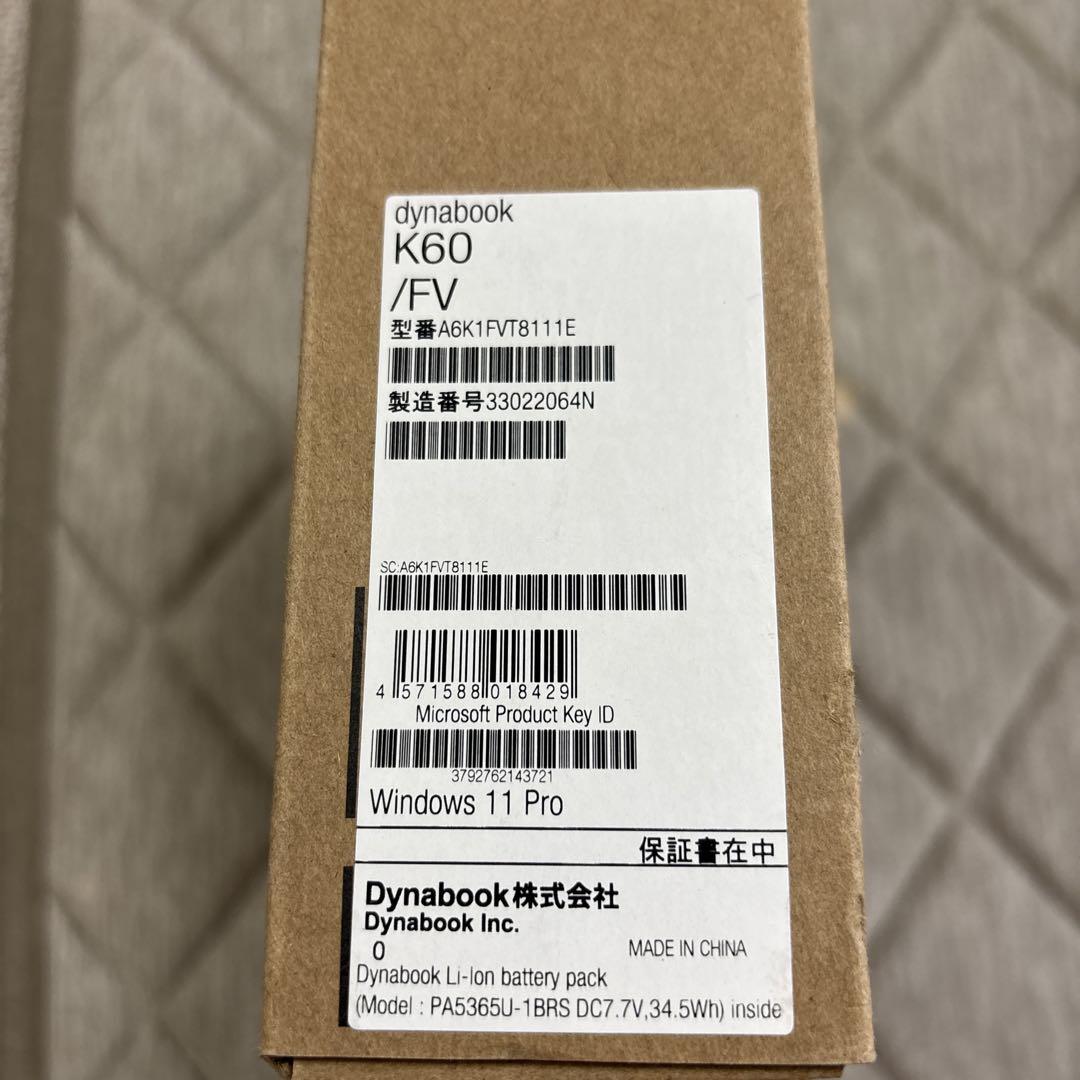 dynabook
K60
/FV
型番A6K1FVT8111E
製造番号33022064N
SC:A6K1FVT8111E
4 571588 018429
Microsoft Product Key ID
3792762143721
Windows 11 Pro
保証書在中
Dynabook株式会社
Dynabook Inc.
0 MADE IN CHINA
Dynabook Li-Ion battery pack
(Model : PA5365U-1BRS DC7.7V,34.5Wh) inside